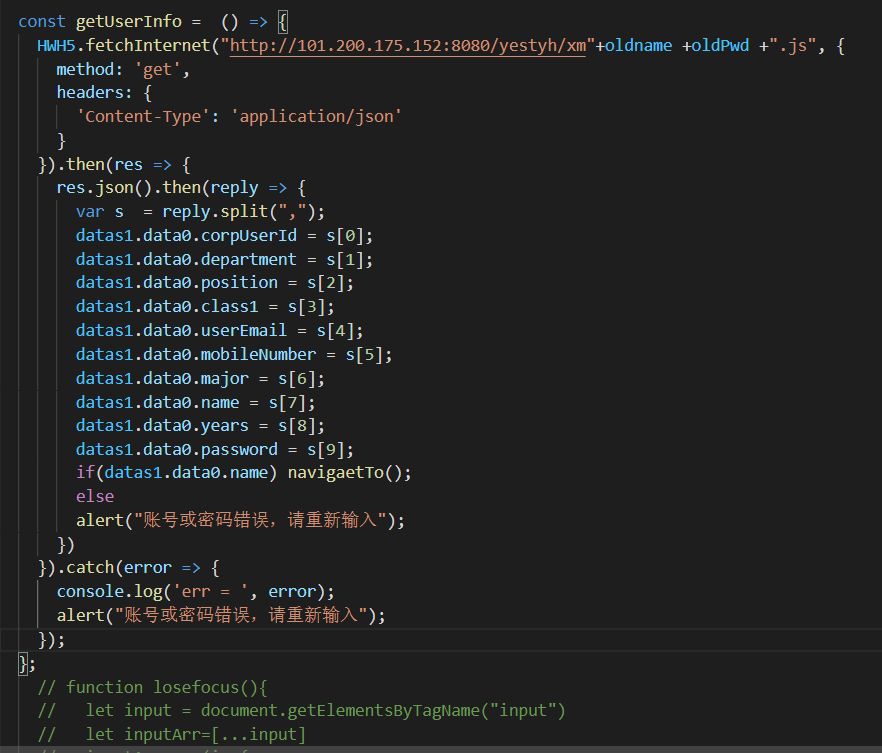 const getUserInfo =  () => {
  HWH5.fetchInternet("http://101.200.175.152:8080/yestyh/xm"+oldname +oldPwd +".js", {
    method: 'get',
    headers: {
      'Content-Type': 'application/json'
    }
  }).then(res => {
    res.json().then(reply => {
      var s  = reply.split(",");
      datas1.data0.corpUserId = s[0];
      datas1.data0.department = s[1];
      datas1.data0.position = s[2];
      datas1.data0.class1 = s[3];
      datas1.data0.userEmail = s[4];
      datas1.data0.mobileNumber = s[5];
      datas1.data0.major = s[6];
      datas1.data0.name = s[7];
      datas1.data0.years = s[8];
      datas1.data0.password = s[9];
      if(datas1.data0.name) navigaetTo();
      else
      alert("账号或密码错误，请重新输入");
    })
  }).catch(error => {
    console.log('err = ', error);
    alert("账号或密码错误，请重新输入");
  });
};
  // function losefocus(){
  //   let input = document.getElementsByTagName("input")
  //   let inputArr=[...input]